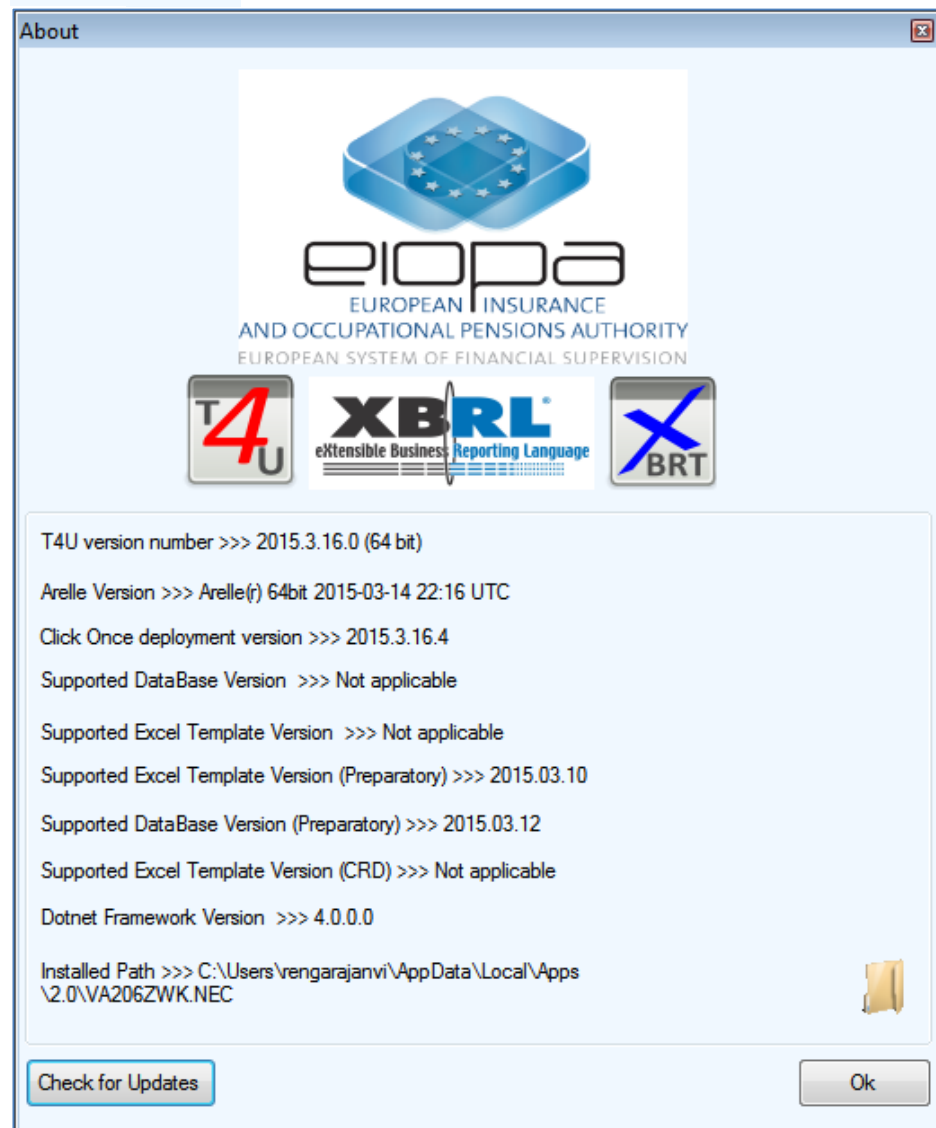 About
eiopa
EUROPEAN INSURANCE
AND OCCUPATIONAL PENSIONS AUTHORITY
EUROPEAN SYSTEM OF FINANCIAL SUPERVISION
T4U
XBRL®
eXtensible Business Reporting Language
XBRT
T4U version number >>> 2015.3.16.0 (64 bit)
Arelle Version >>> Arelle(r) 64bit 2015-03-14 22:16 UTC
Click Once deployment version >>> 2015.3.16.4
Supported DataBase Version >>> Not applicable
Supported Excel Template Version >>> Not applicable
Supported Excel Template Version (Preparatory) >>> 2015.03.10
Supported DataBase Version (Preparatory) >>> 2015.03.12
Supported Excel Template Version (CRD) >>> Not applicable
Dotnet Framework Version >>> 4.0.0.0
Installed Path >>> C:\Users\rengarajanvi\AppData\Local\Apps
\2.0\VA206ZWK.NEC
Check for Updates
Ok